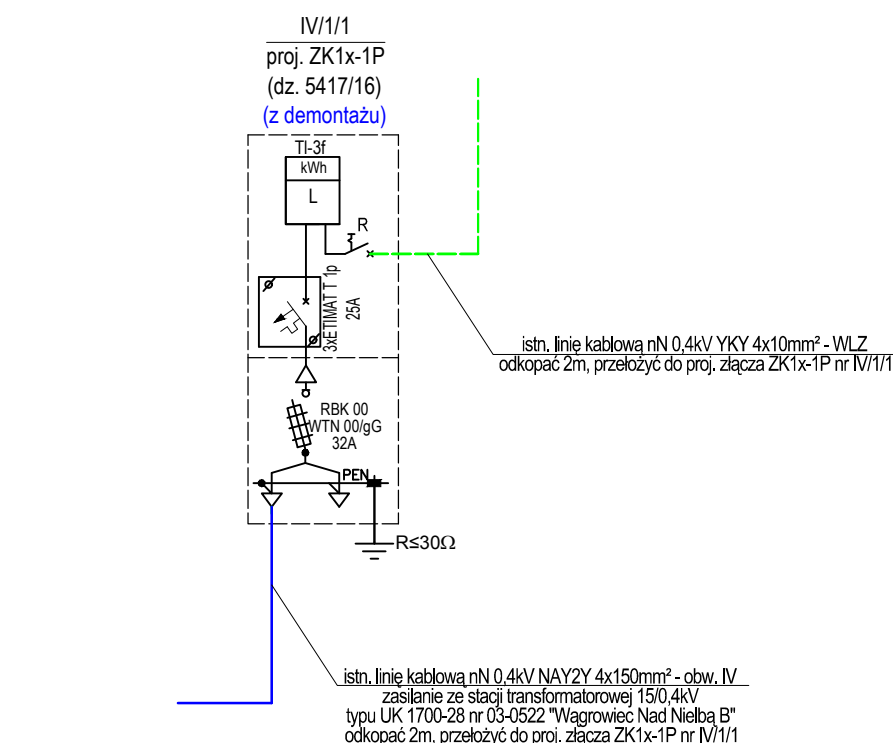 IV/1/1
proj. ZK1x-1P
(dz. 5417/16)
(z demontażu)
TL-3f
kWh
L
R
3xETIMAT T 1p
25A
istn. linię kablową nN 0,4kV YKY 4x10mm² - WLZ
odkopać 2m, przełożyć do proj. złącza ZK1x-1P nr IV/1/1
RBK 00
WTN 00/gG
32A
PEN
R≤30Ω
istn. linię kablową nN 0,4kV NAY2Y 4x150mm² - obw. IV
zasilanie ze stacji transformatorowej 15/0,4kV
typu UK 1700-28 nr 03-0522 "Wągrowiec Nad Nielbą B"
odkopać 2m, przełożyć do proj. złącza ZK1x-1P nr IV/1/1